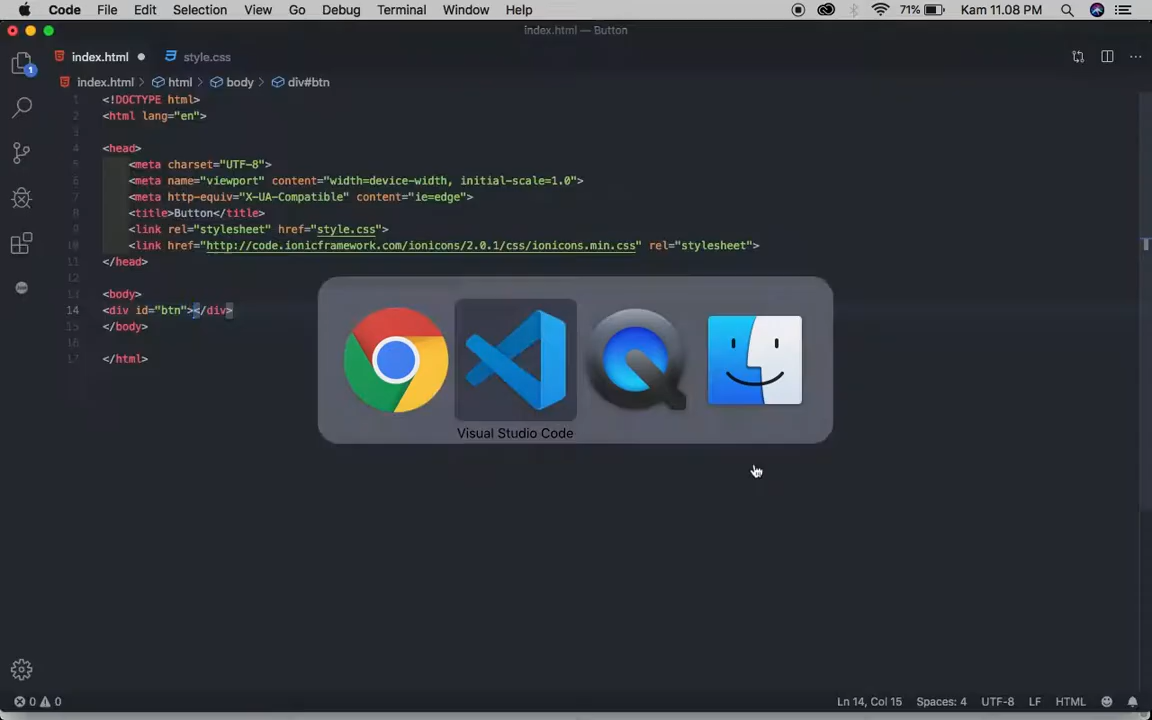 Code File Edit Selection View Go Debug Terminal Window Help 71% Kam 11.08 PM
index.html — Button
index.html style.css
index.html > html > body > div#btn
1 <!DOCTYPE html>
2 <html lang="en">
3
4 <head>
5 <meta charset="UTF-8">
6 <meta name="viewport" content="width=device-width, initial-scale=1.0">
7 <meta http-equiv="X-UA-Compatible" content="ie=edge">
8 <title>Button</title>
9 <link rel="stylesheet" href="style.css">
10 <link href="http://code.ionicframework.com/ionicons/2.0.1/css/ionicons.min.css" rel="stylesheet">
11 </head>
12
13 <body>
14 <div id="btn"></div>
15 </body>
16
17 </html>
Visual Studio Code
0 0 Ln 14, Col 15 Spaces: 4 UTF-8 LF HTML